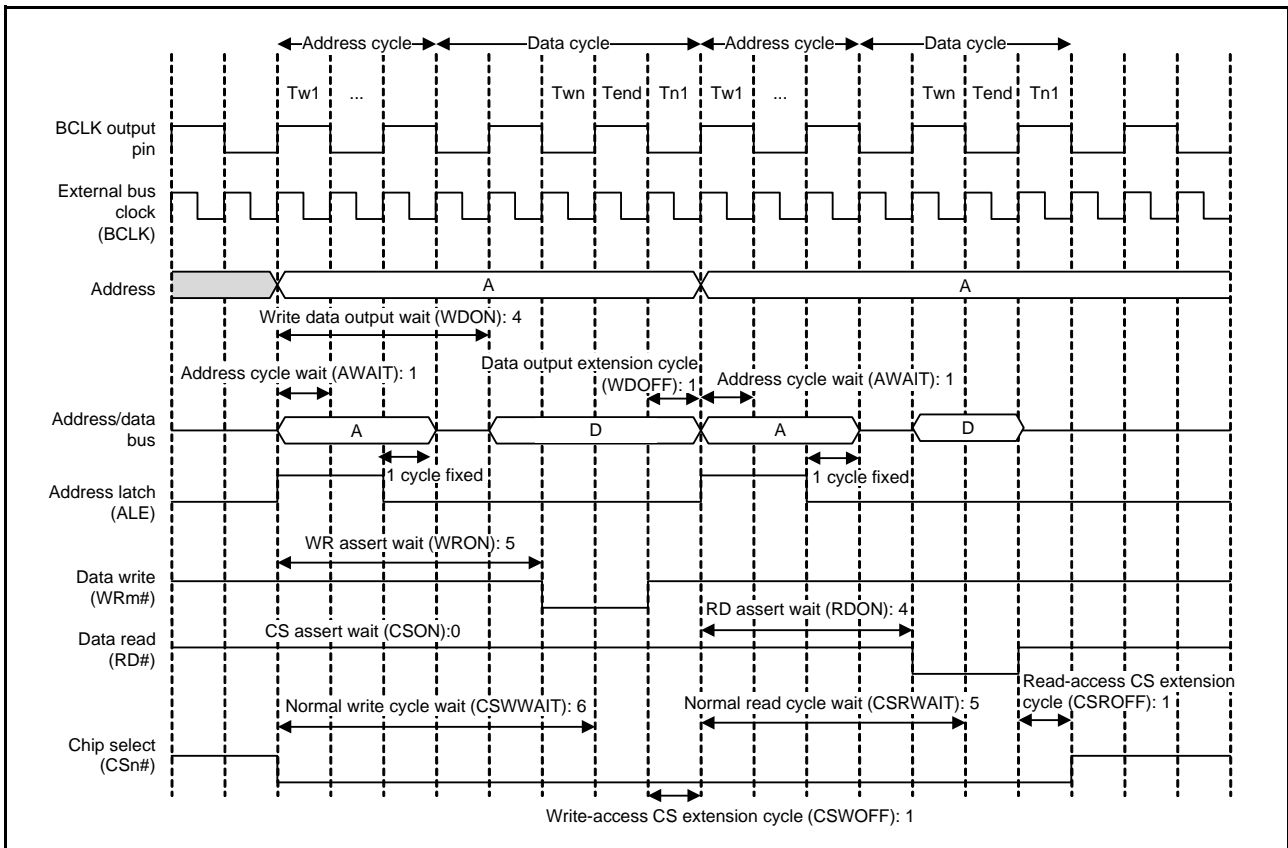 Address cycle
Data cycle
Address cycle
Data cycle
Tw1
...
Twn
Tend
Tn1
Tw1
...
Twn
Tend
Tn1
BCLK output
pin
External bus
clock
(BCLK)
Address
A
A
Write data output wait (WDON): 4
Data output extension cycle
(WDOFF): 1
Address cycle wait (AWAIT): 1
Address cycle wait (AWAIT): 1
Address/data
bus
A
D
A
D
1 cycle fixed
1 cycle fixed
Address latch
(ALE)
WR assert wait (WRON): 5
Data write
(WRm#)
RD assert wait (RDON): 4
CS assert wait (CSON):0
Data read
(RD#)
Read-access CS extension
cycle (CSROFF): 1
Normal write cycle wait (CSWWAIT): 6
Normal read cycle wait (CSRWAIT): 5
Chip select
(CSn#)
Write-access CS extension cycle (CSWOFF): 1